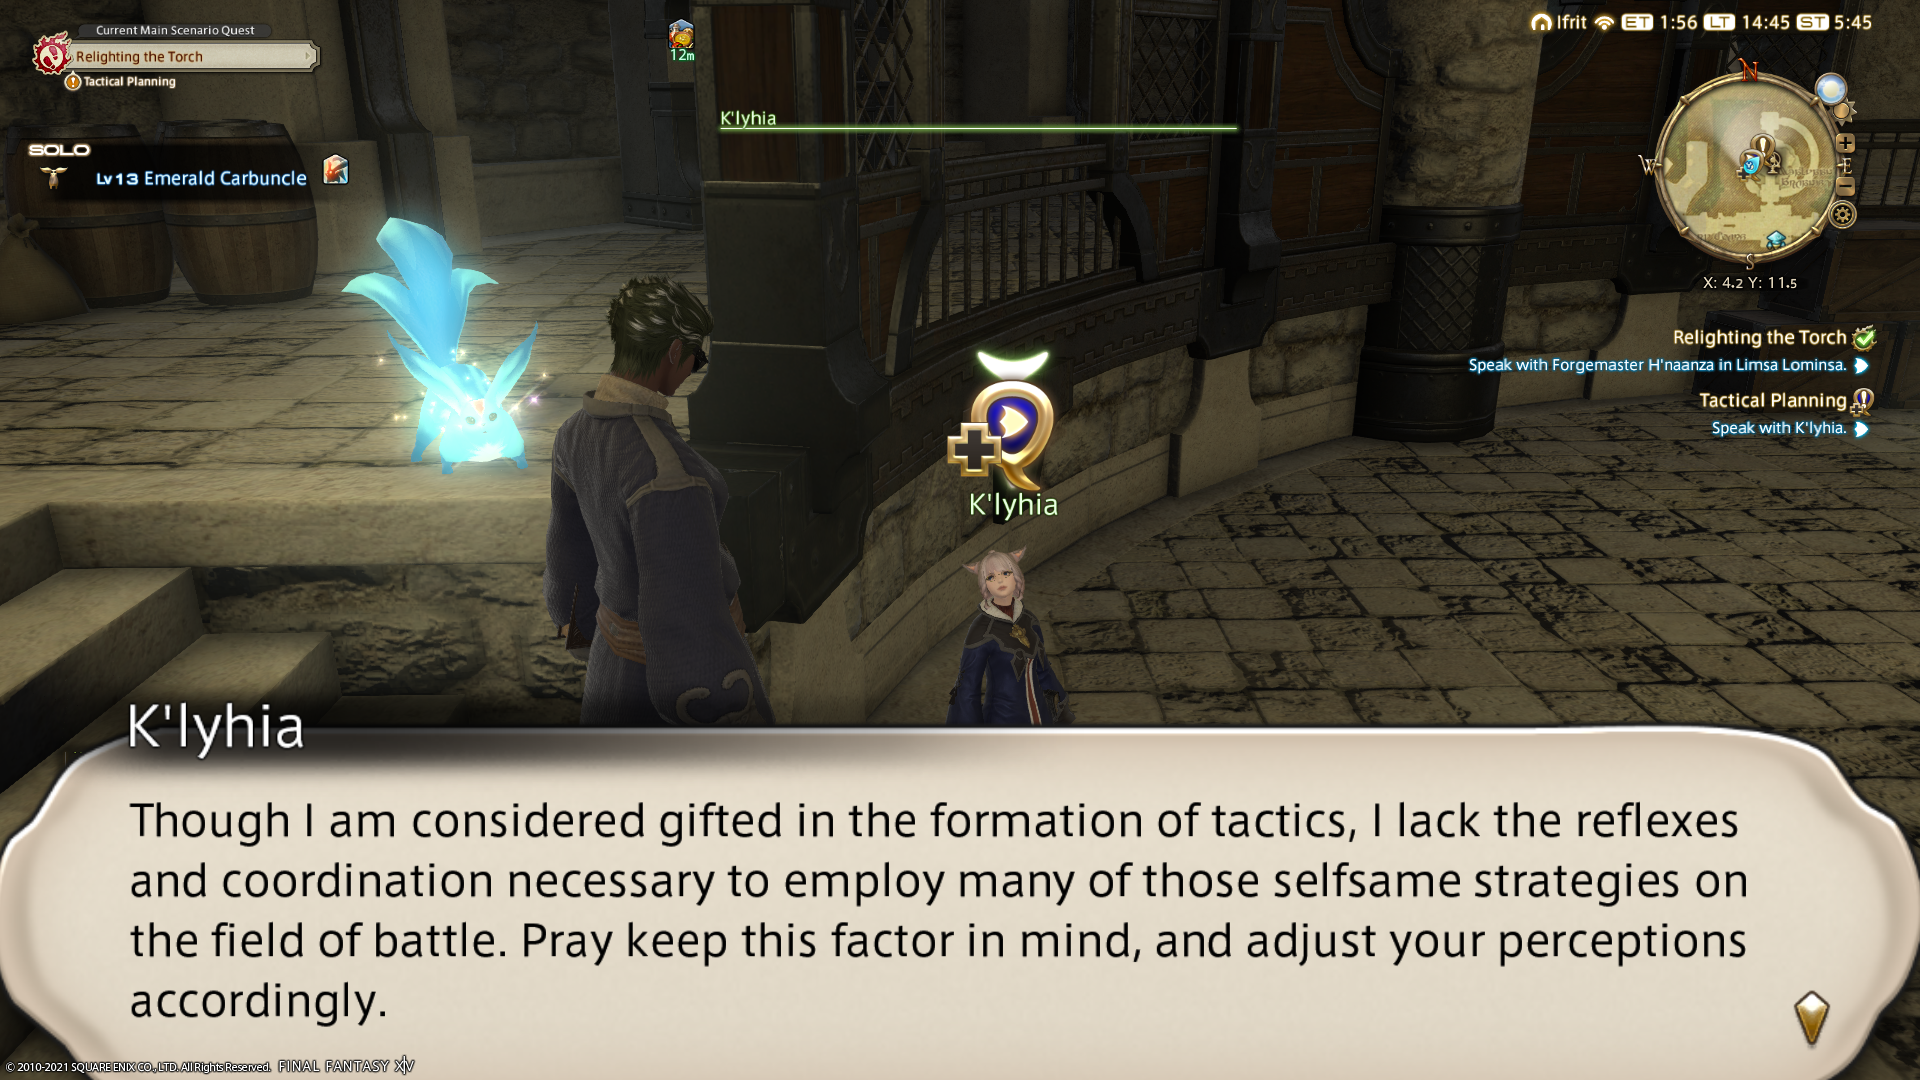 Current Main Scenario Quest
Relighting the Torch
Tactical Planning
12m
Ifrit ET 1:56 LT 14:45 ST 5:45
K'lyhia
SOLO
Lv13 Emerald Carbuncle
N
W
E
S
X: 4.2 Y: 11.5
Relighting the Torch
Speak with Forgemaster H'naanza in Limsa Lominsa.
Tactical Planning
Speak with K'lyhia.
K'lyhia
K'lyhia
Though I am considered gifted in the formation of tactics, I lack the reflexes
and coordination necessary to employ many of those selfsame strategies on
the field of battle. Pray keep this factor in mind, and adjust your perceptions
accordingly.
© 2010-2021 SQUARE ENIX CO., LTD. All Rights Reserved. FINAL FANTASY XIV